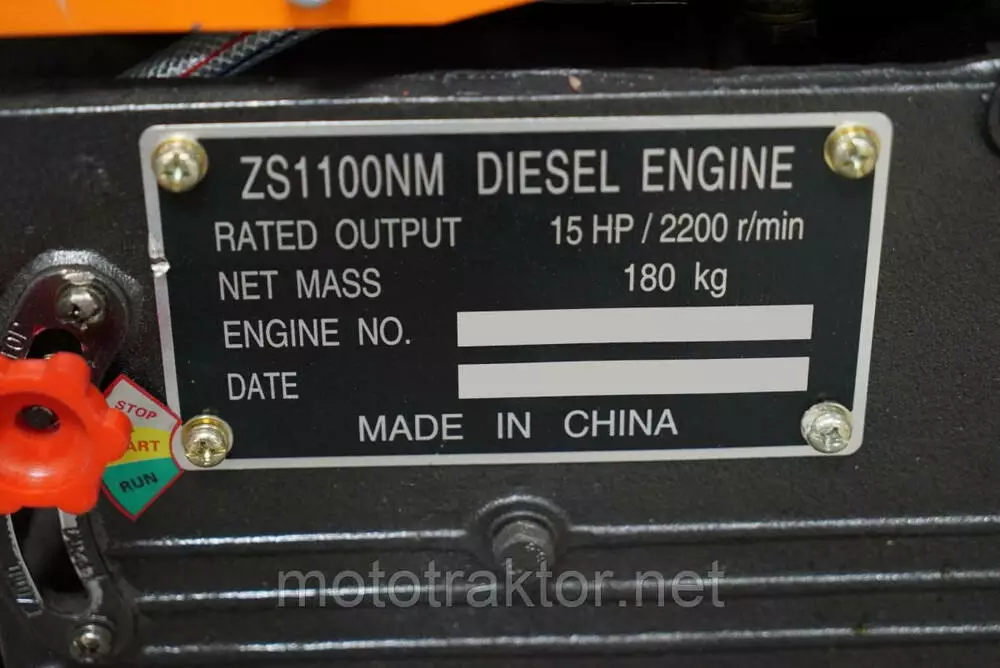 ZS1100NM DIESEL ENGINE
RATED OUTPUT 15 HP / 2200 r/min
NET MASS 180 kg
ENGINE NO.
DATE
MADE IN CHINA
STOP
ART
RUN
mototraktor.net